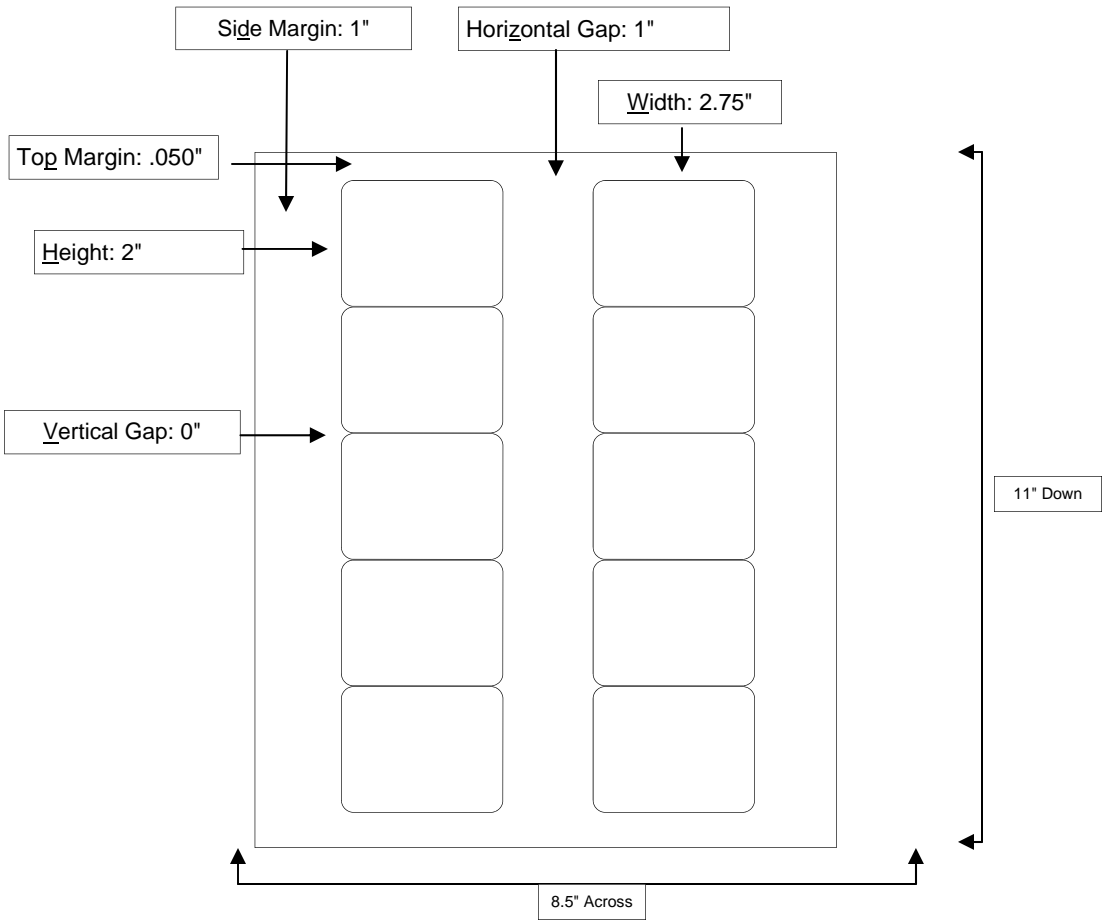 Side Margin: 1"
Horizontal Gap: 1"
Width: 2.75"
Top Margin: .050"
Height: 2"
Vertical Gap: 0"
11" Down
8.5" Across